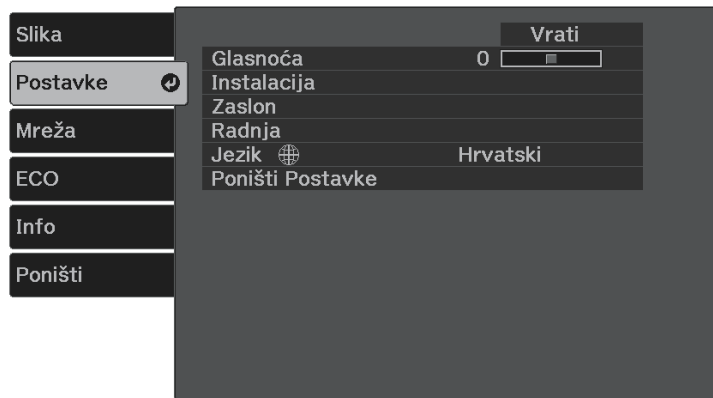 Slika
Postavke
Mreža
ECO
Info
Poništi
Vrati
Glasnoća 0
Instalacija
Zaslon
Radnja
Jezik Hrvatski
Poništi Postavke